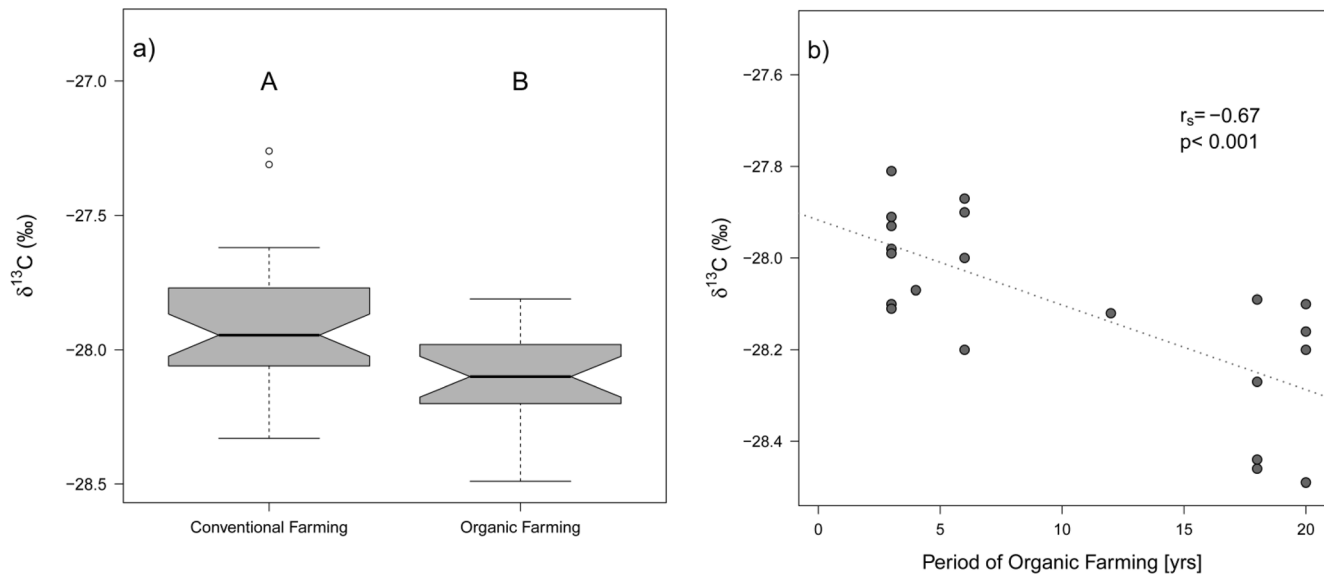 a)
A
B
−27.0
−27.5
−28.0
−28.5
δ¹³C (‰)
Conventional Farming
Organic Farming
b)
rₛ= −0.67
p< 0.001
−27.6
−27.8
−28.0
−28.2
−28.4
δ¹³C (‰)
0 5 10 15 20
Period of Organic Farming [yrs]